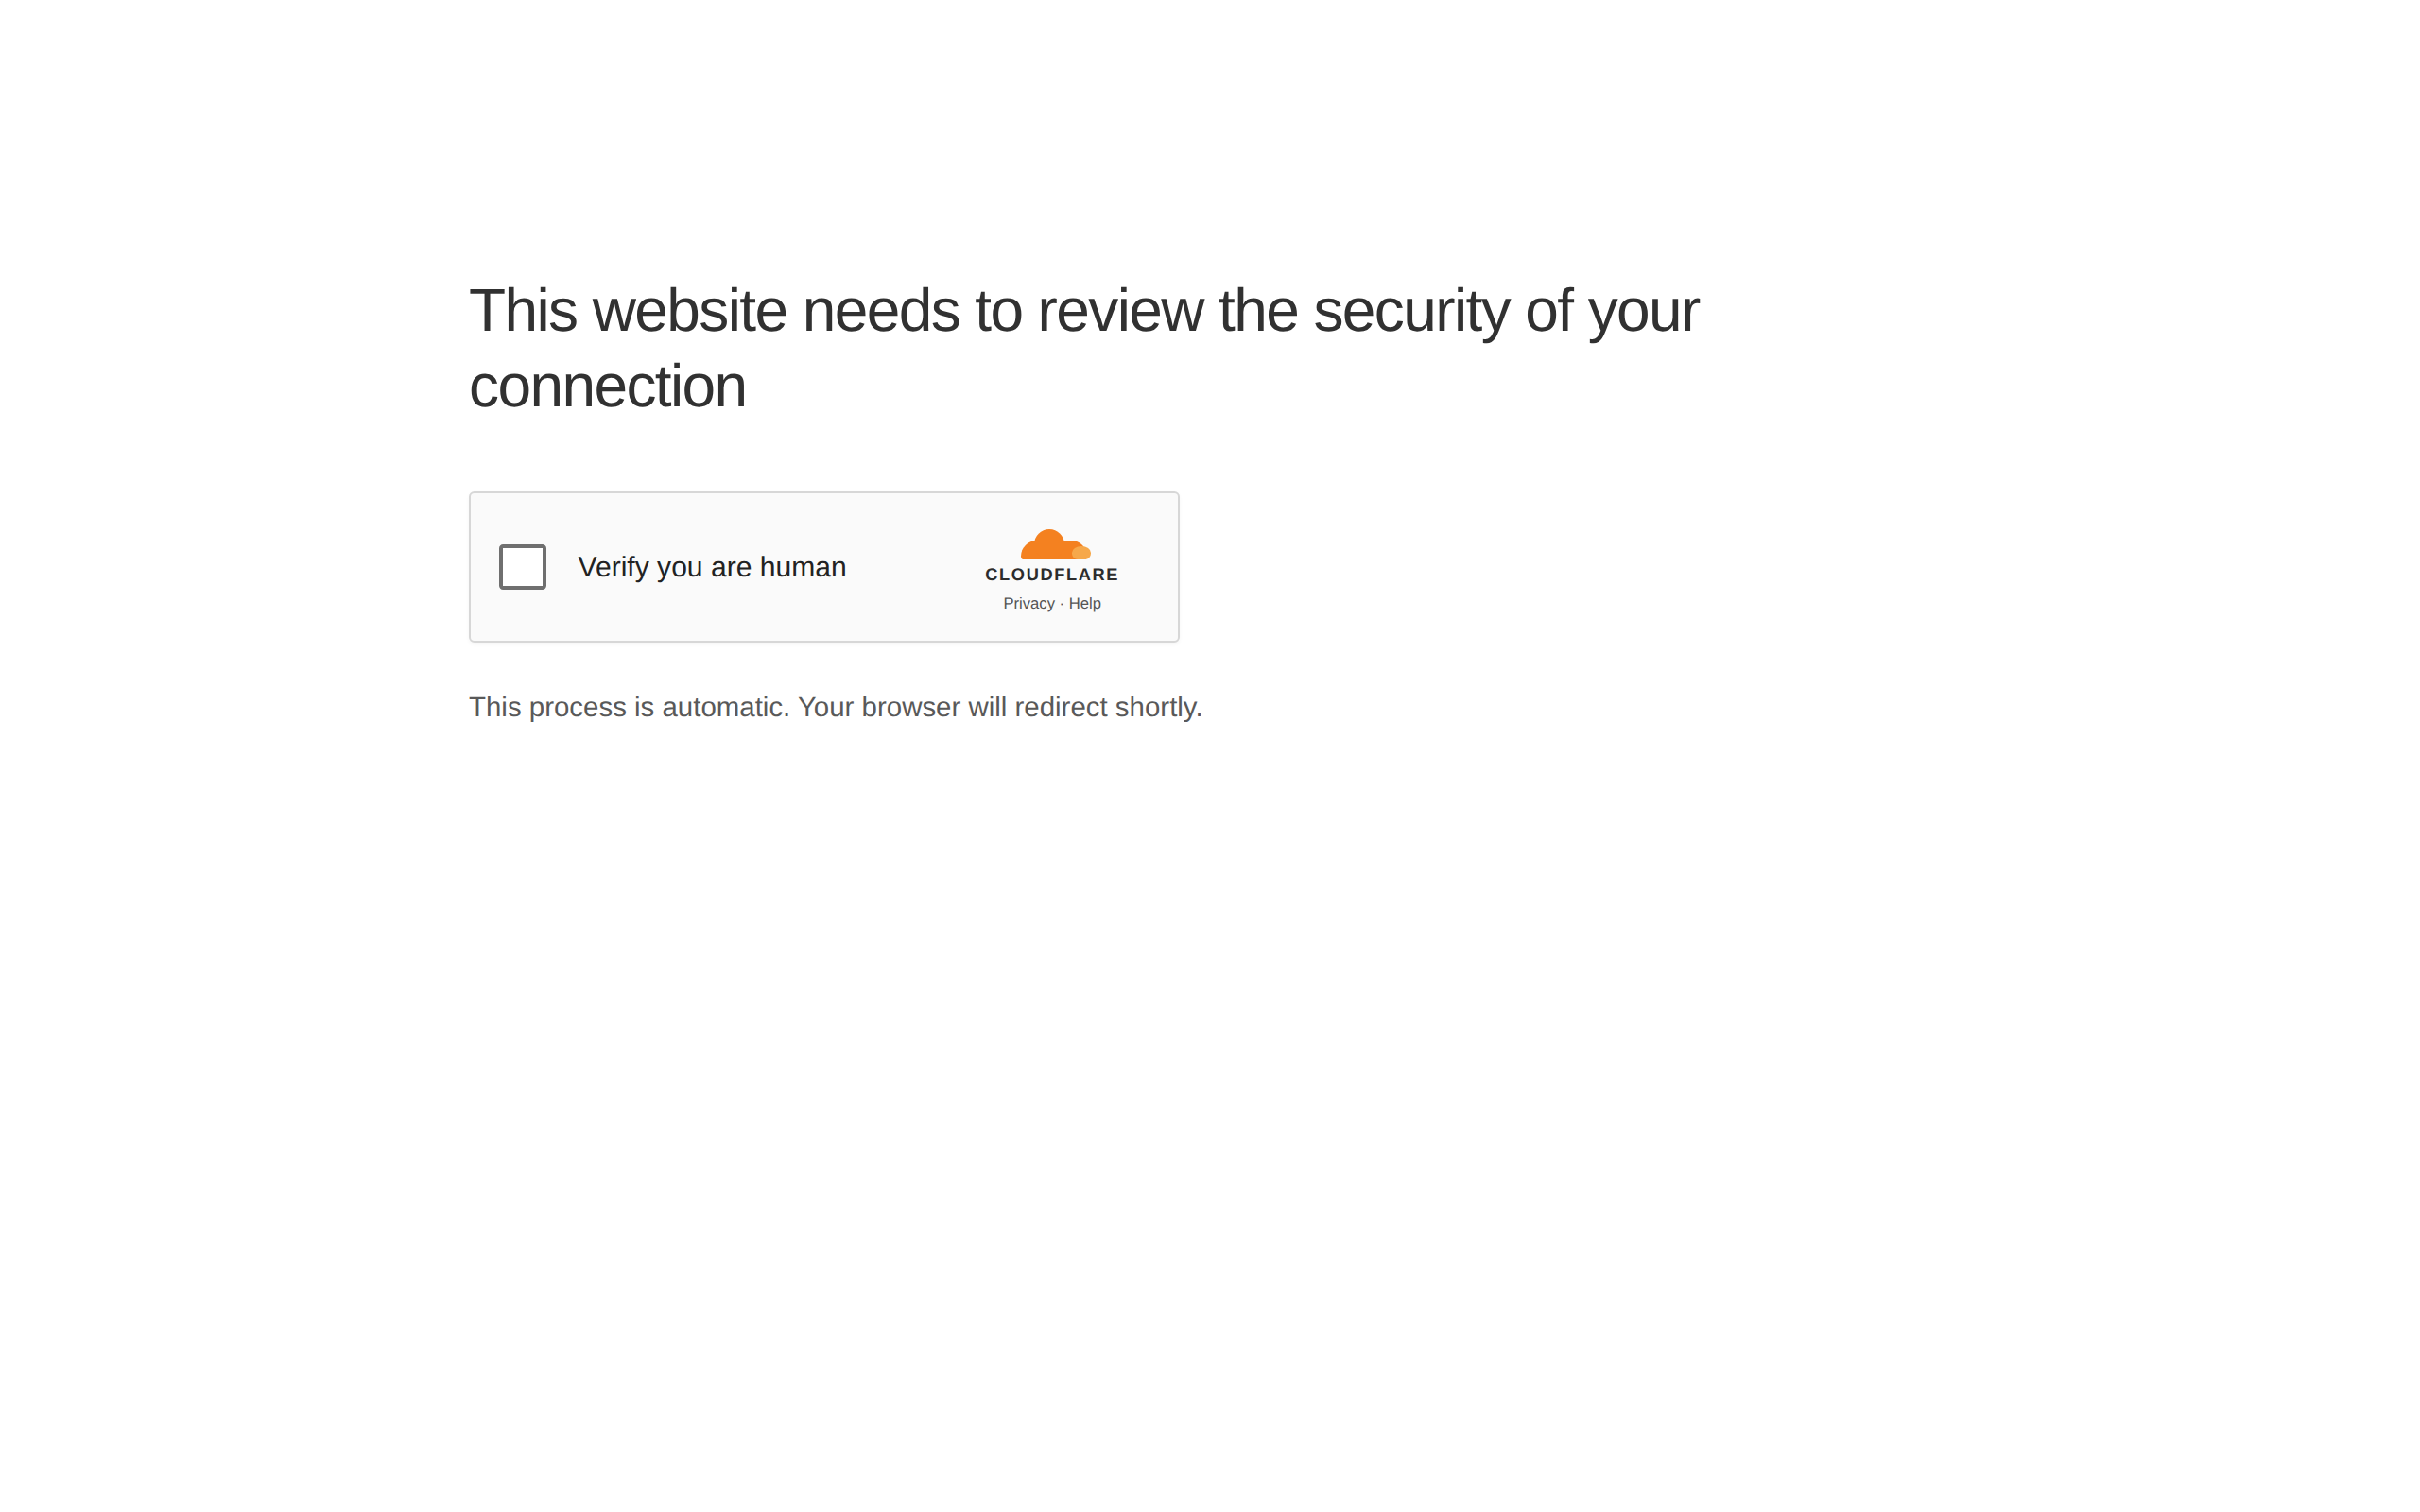 This website needs to review the security of your
connection
Verify you are human
CLOUDFLARE
Privacy · Help
This process is automatic. Your browser will redirect shortly.